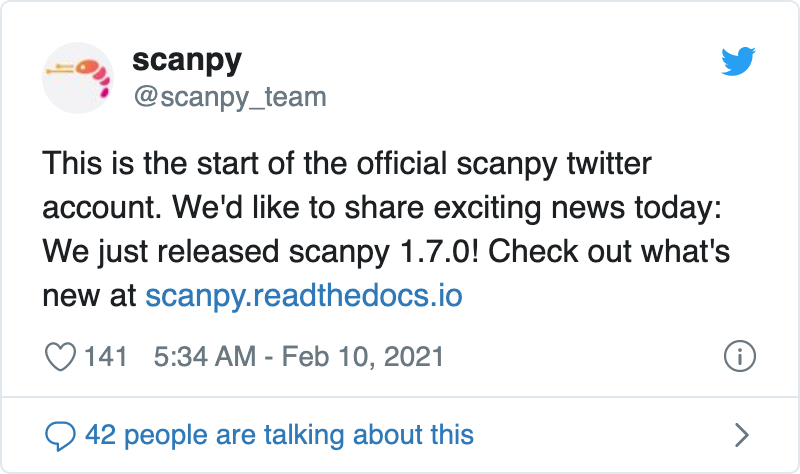 scanpy
@scanpy_team
This is the start of the official scanpy twitter
account. We'd like to share exciting news today:
We just released scanpy 1.7.0! Check out what's
new at scanpy.readthedocs.io
141 5:34 AM - Feb 10, 2021
42 people are talking about this